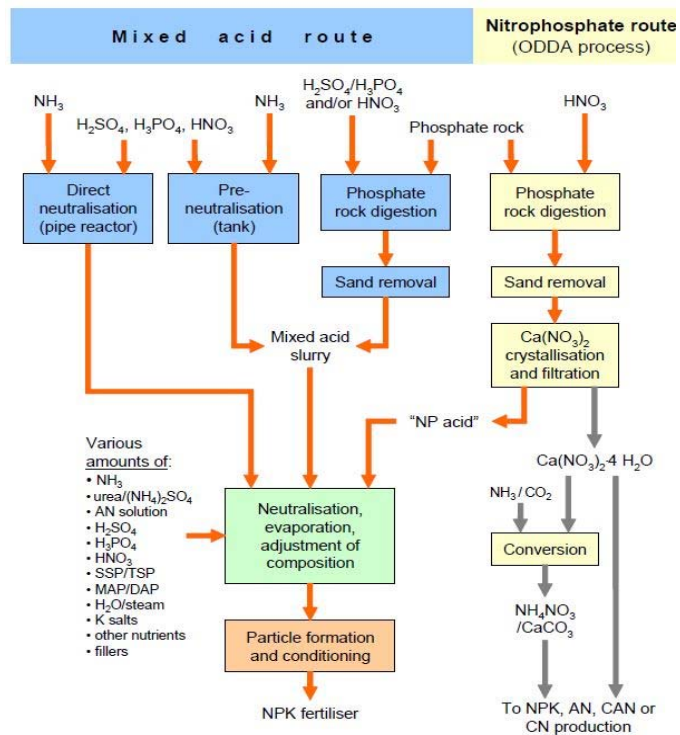 Mixed acid route
Nitrophosphate route
(ODDA process)
NH₃
H₂SO₄, H₃PO₄, HNO₃
NH₃
H₂SO₄/H₃PO₄
and/or HNO₃
Phosphate rock
HNO₃
Direct
neutralisation
(pipe reactor)
Pre-
neutralisation
(tank)
Phosphate
rock digestion
Phosphate
rock digestion
Sand removal
Sand removal
Mixed acid
slurry
Ca(NO₃)₂
crystallisation
and filtration
"NP acid"
Ca(NO₃)₂·4 H₂O
Various
amounts of:
• NH₃
• urea/(NH₄)₂SO₄
• AN solution
• H₂SO₄
• H₃PO₄
• HNO₃
• SSP/TSP
• MAP/DAP
• H₂O/steam
• K salts
• other nutrients
• fillers
Neutralisation,
evaporation,
adjustment of
composition
NH₃/CO₂
Conversion
NH₄NO₃
/CaCO₃
Particle formation
and conditioning
NPK fertiliser
To NPK, AN, CAN or
CN production